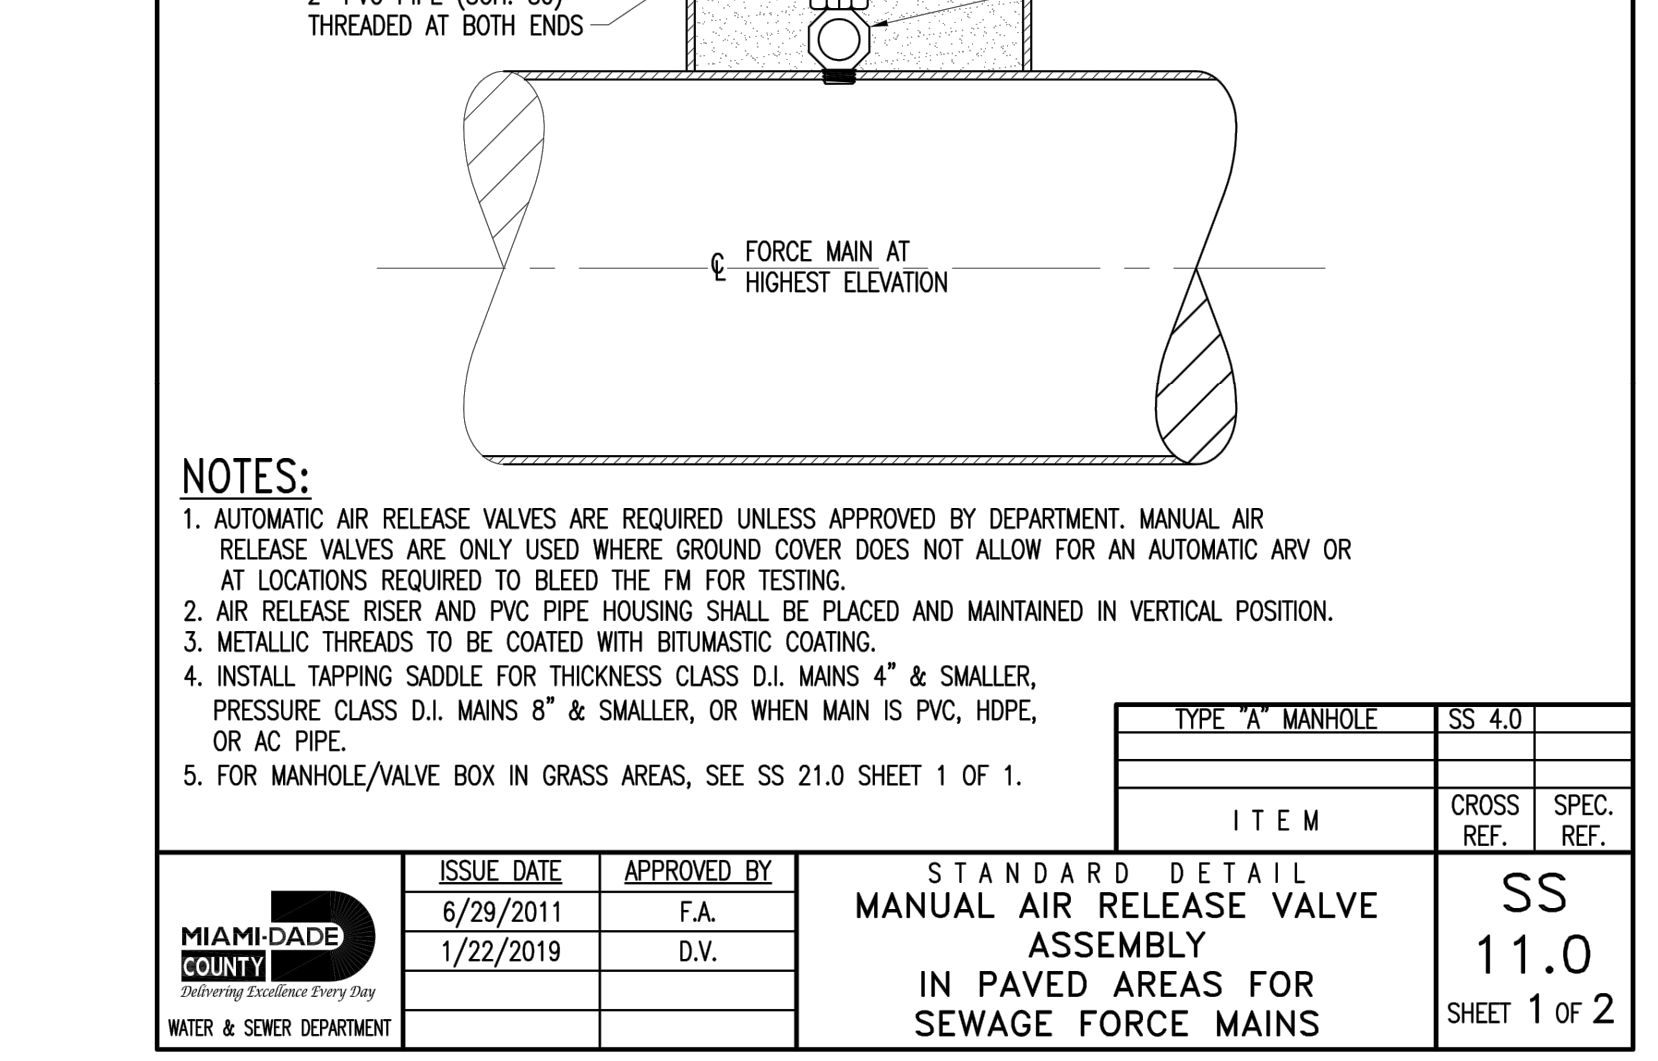 THREADED AT BOTH ENDS
℄ FORCE MAIN AT
HIGHEST ELEVATION
NOTES:
1. AUTOMATIC AIR RELEASE VALVES ARE REQUIRED UNLESS APPROVED BY DEPARTMENT. MANUAL AIR
RELEASE VALVES ARE ONLY USED WHERE GROUND COVER DOES NOT ALLOW FOR AN AUTOMATIC ARV OR
AT LOCATIONS REQUIRED TO BLEED THE FM FOR TESTING.
2. AIR RELEASE RISER AND PVC PIPE HOUSING SHALL BE PLACED AND MAINTAINED IN VERTICAL POSITION.
3. METALLIC THREADS TO BE COATED WITH BITUMASTIC COATING.
4. INSTALL TAPPING SADDLE FOR THICKNESS CLASS D.I. MAINS 4" & SMALLER,
PRESSURE CLASS D.I. MAINS 8" & SMALLER, OR WHEN MAIN IS PVC, HDPE,
OR AC PIPE.
5. FOR MANHOLE/VALVE BOX IN GRASS AREAS, SEE SS 21.0 SHEET 1 OF 1.
TYPE "A" MANHOLE SS 4.0
ITEM CROSS REF. SPEC. REF.
MIAMI-DADE
COUNTY
Delivering Excellence Every Day
WATER & SEWER DEPARTMENT
ISSUE DATE APPROVED BY
6/29/2011 F.A.
1/22/2019 D.V.
STANDARD DETAIL
MANUAL AIR RELEASE VALVE
ASSEMBLY
IN PAVED AREAS FOR
SEWAGE FORCE MAINS
SS
11.0
SHEET 1 OF 2